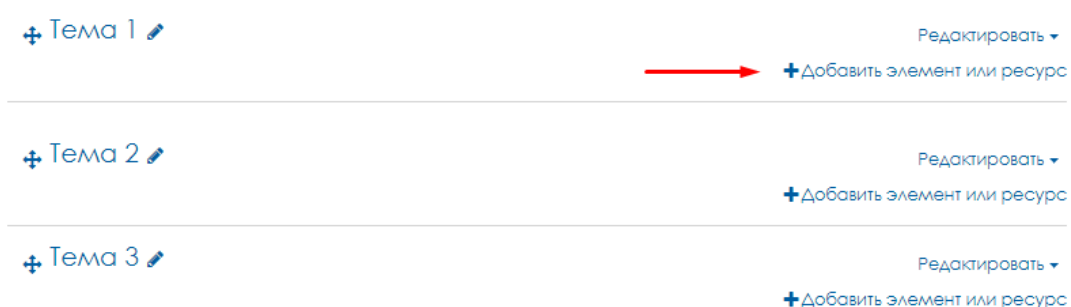 Тема 1
Редактировать
Добавить элемент или ресурс
Тема 2
Редактировать
Добавить элемент или ресурс
Тема 3
Редактировать
Добавить элемент или ресурс